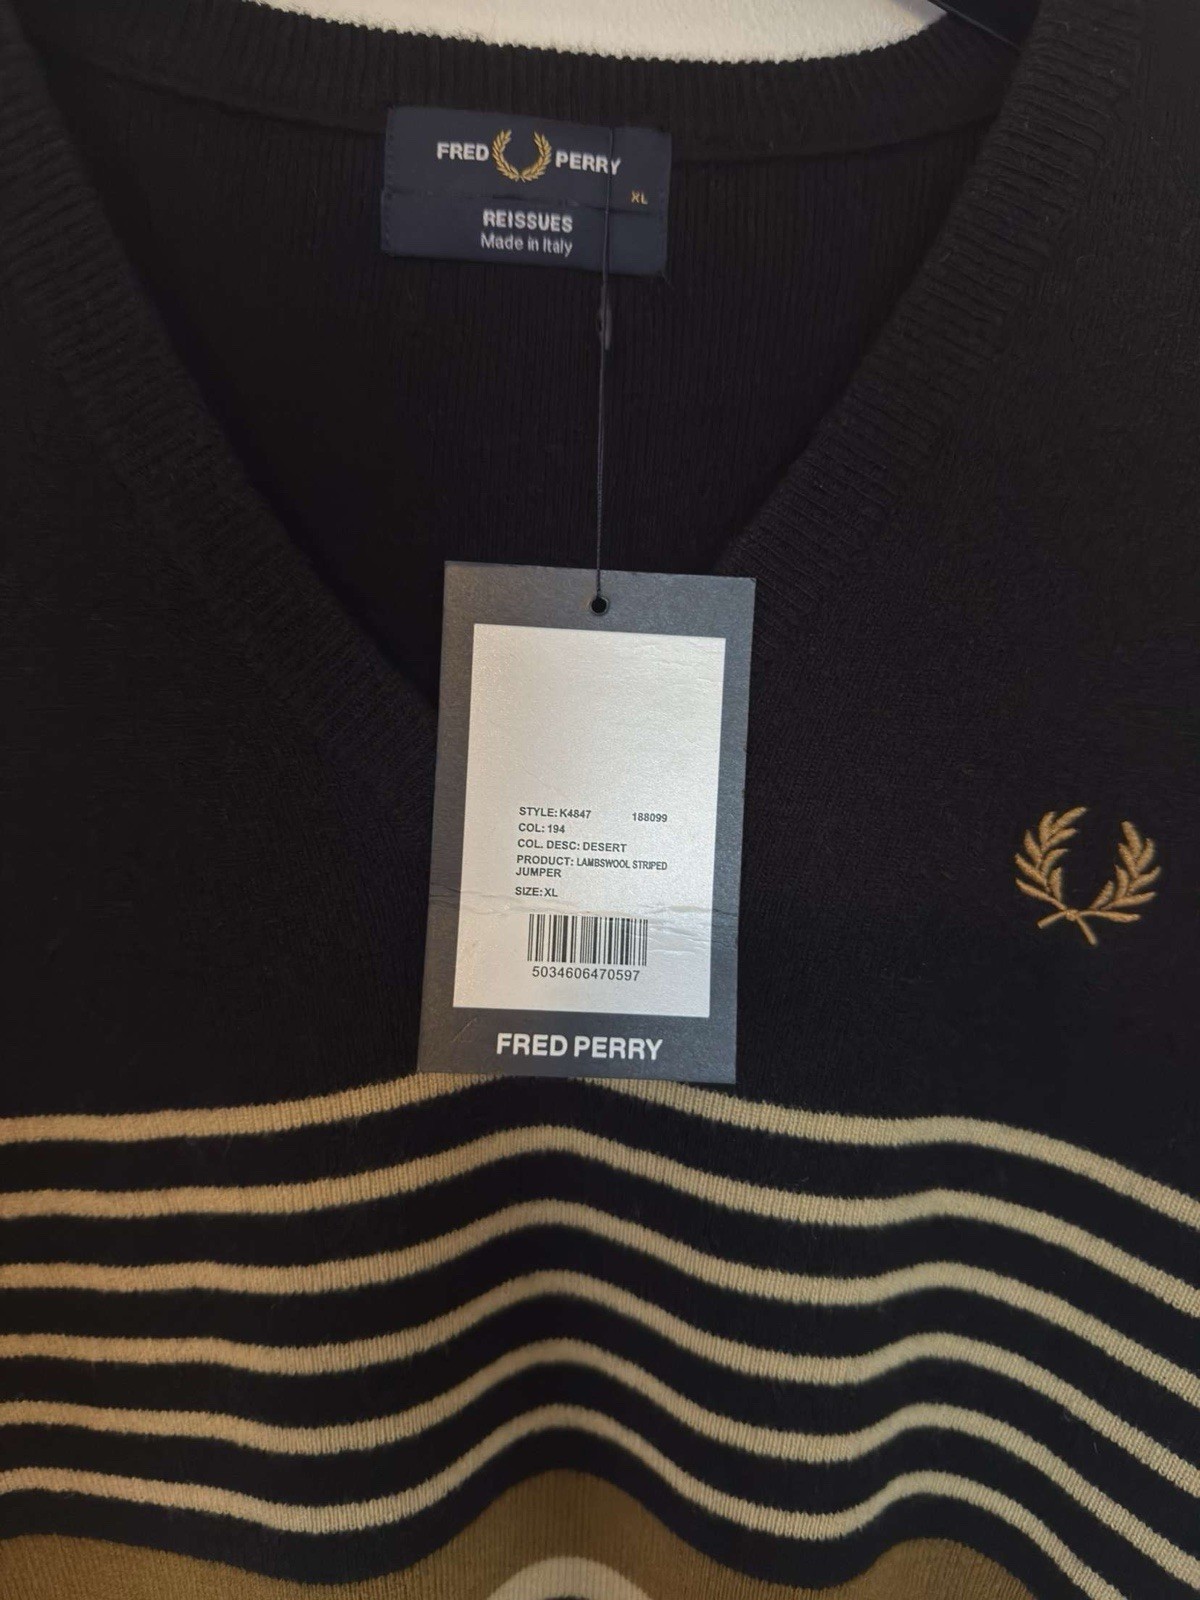 FRED PERRY
XL
REISSUES
Made in Italy
STYLE: K4847 188099
COL: 194
COL. DESC: DESERT
PRODUCT: LAMBSWOOL STRIPED
JUMPER
SIZE: XL
5034606470597
FRED PERRY